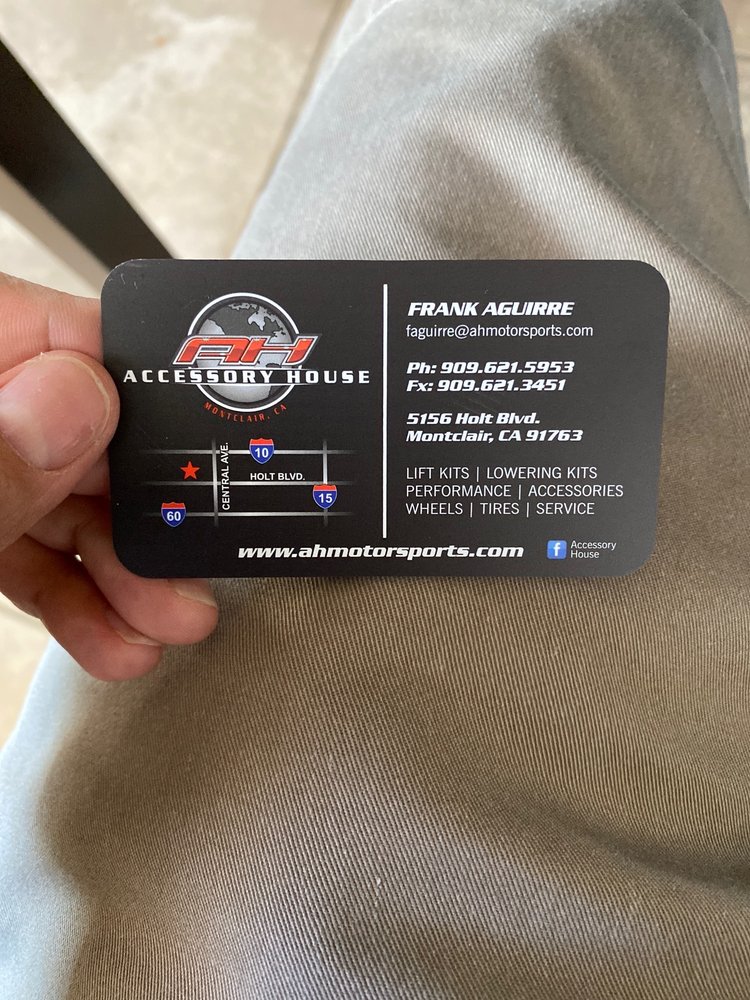 AH
ACCESSORY HOUSE
MONTCLAIR, CA
CENTRAL AVE.
10
HOLT BLVD.
15
60
FRANK AGUIRRE
faguirre@ahmotorsports.com
Ph: 909.621.5953
Fx: 909.621.3451
5156 Holt Blvd.
Montclair, CA 91763
LIFT KITS | LOWERING KITS
PERFORMANCE | ACCESSORIES
WHEELS | TIRES | SERVICE
www.ahmotorsports.com
f
Accessory
House